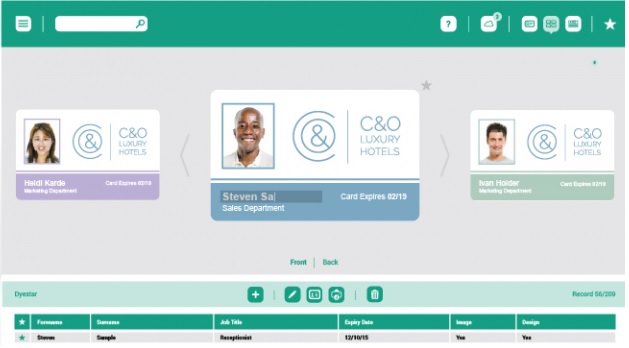 ?
3
C&O
LUXURY
HOTELS
Heidi Karde
Card Expires 02/19
Marketing Department
&
C&O
LUXURY
HOTELS
Steven Sa
Card Expires 02/19
Sales Department
&
C&O
LUXURY
HOTELS
Ivan Holder
Card Expires 02/19
Marketing Department
&
Front | Back
Dyestar
Record 56/209
Forename Surname Job Title Expiry Date Image Design
Steven Sample Receptionist 12/10/15 Yes Yes